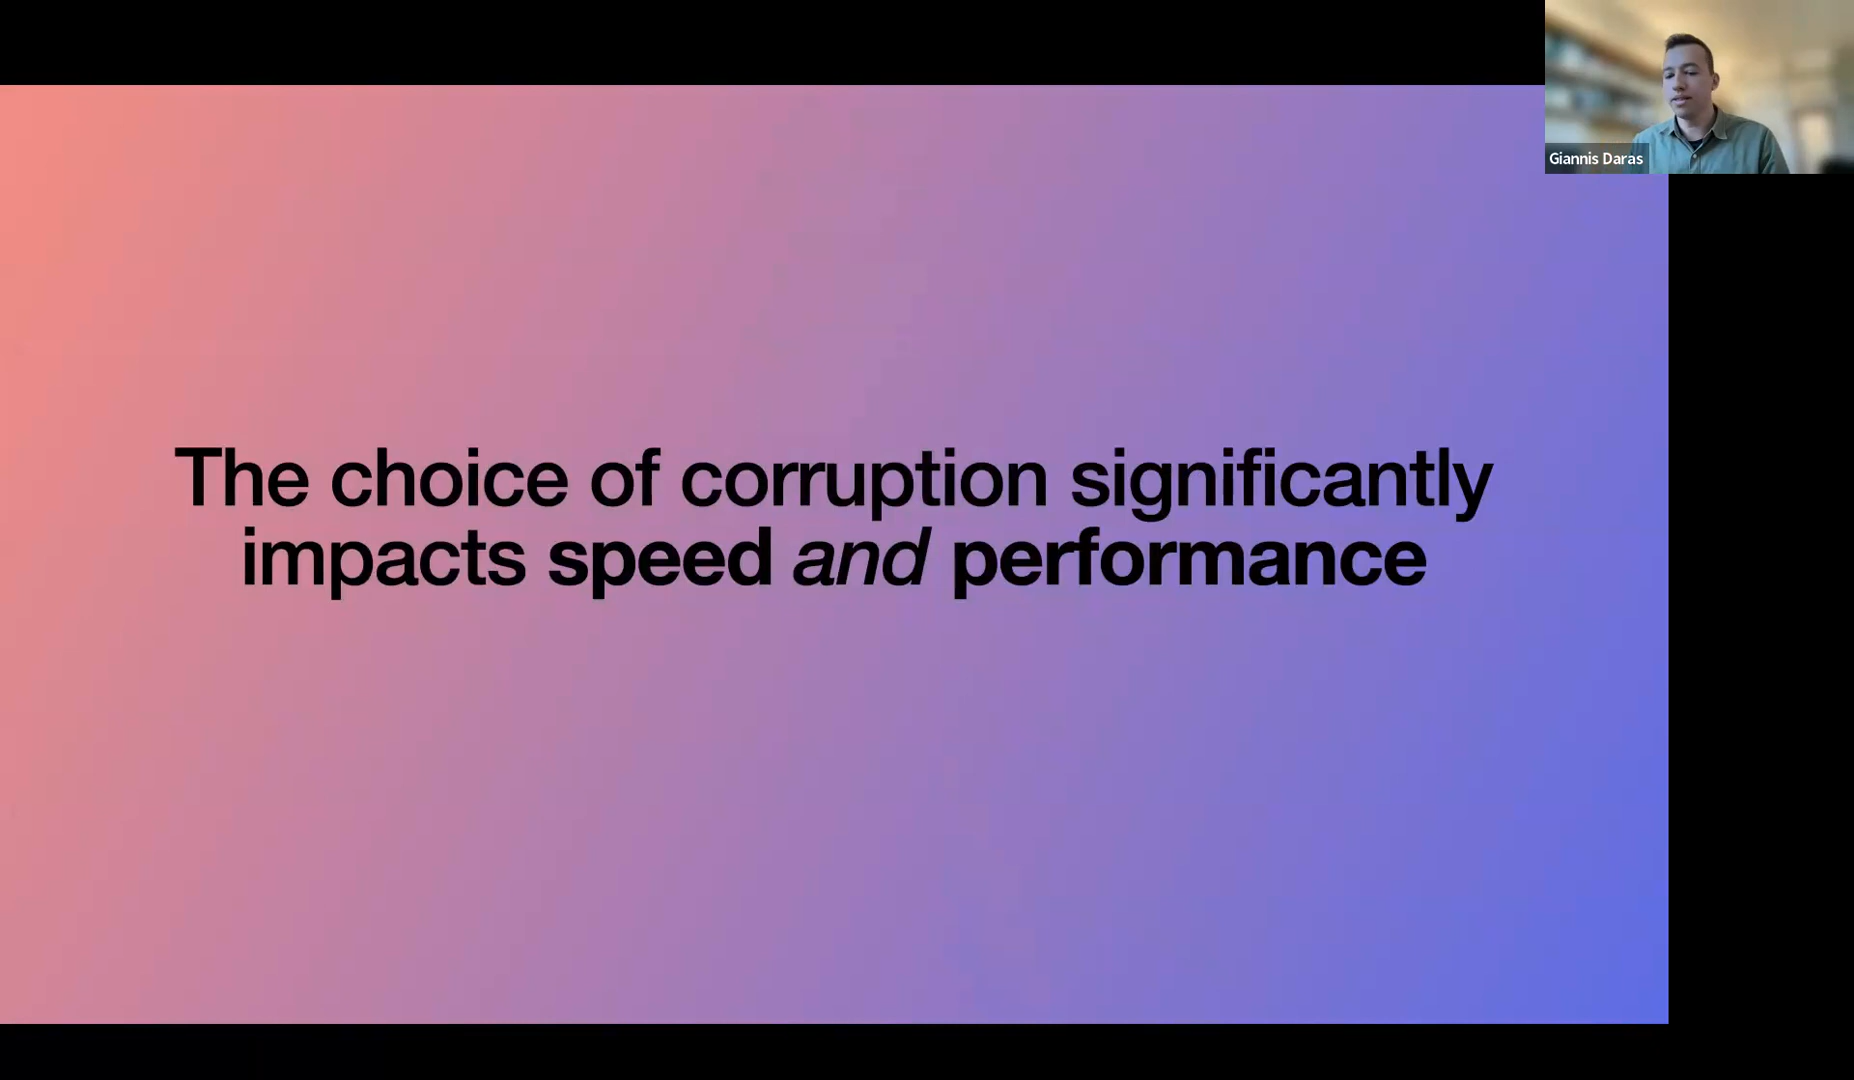 Giannis Daras
The choice of corruption significantly
impacts speed and performance